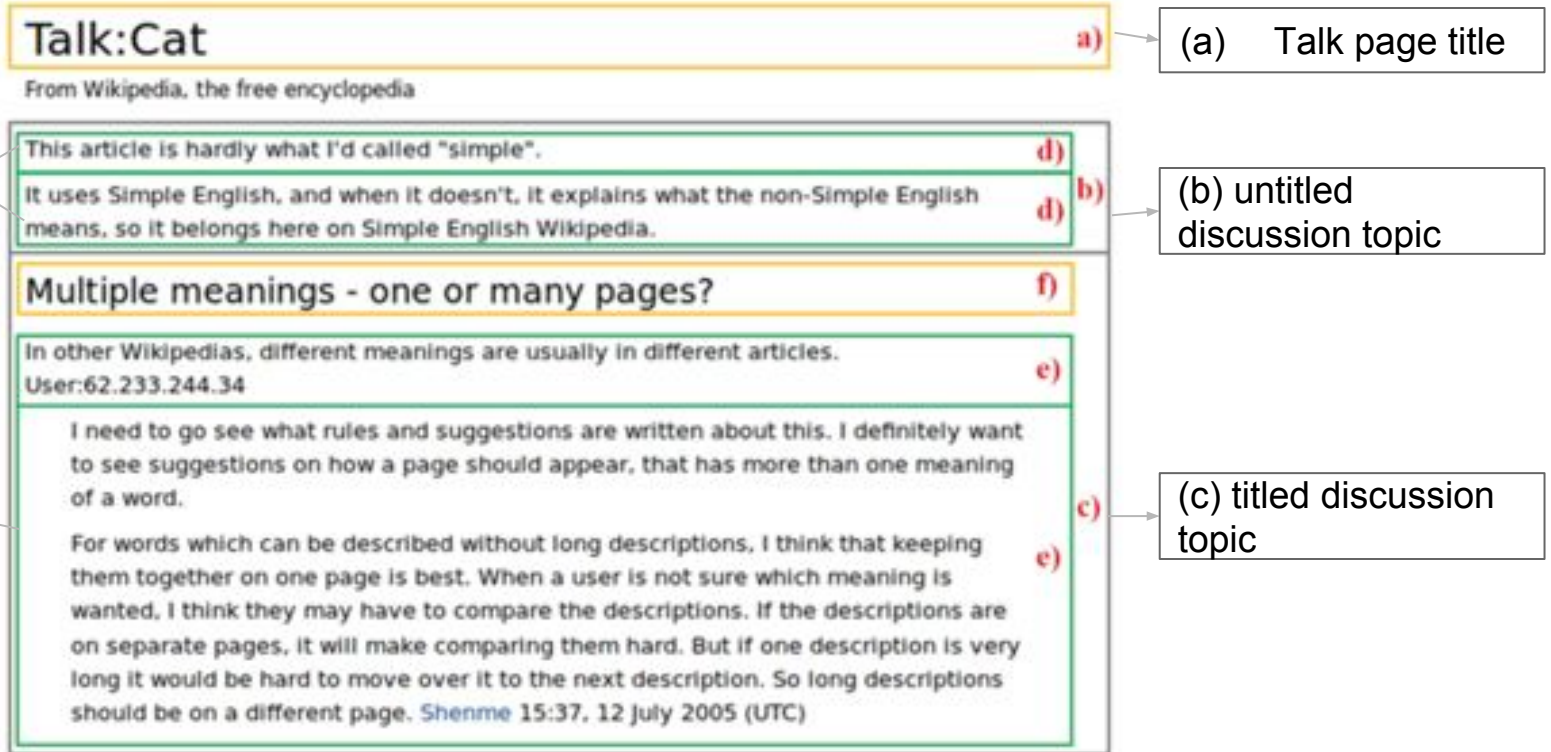 Talk:Cat a)
(a) Talk page title
From Wikipedia, the free encyclopedia
This article is hardly what I'd called "simple". d)
It uses Simple English, and when it doesn't, it explains what the non-Simple English
means, so it belongs here on Simple English Wikipedia.
d)
b)
(b) untitled
discussion topic
Multiple meanings - one or many pages? f)
In other Wikipedias, different meanings are usually in different articles.
User:62.233.244.34
e)
I need to go see what rules and suggestions are written about this. I definitely want
to see suggestions on how a page should appear, that has more than one meaning
of a word.
For words which can be described without long descriptions, I think that keeping
them together on one page is best. When a user is not sure which meaning is
wanted, I think they may have to compare the descriptions. If the descriptions are
on separate pages, it will make comparing them hard. But if one description is very
long it would be hard to move over it to the next description. So long descriptions
should be on a different page. Shenme 15:37, 12 July 2005 (UTC)
e)
c)
(c) titled discussion
topic